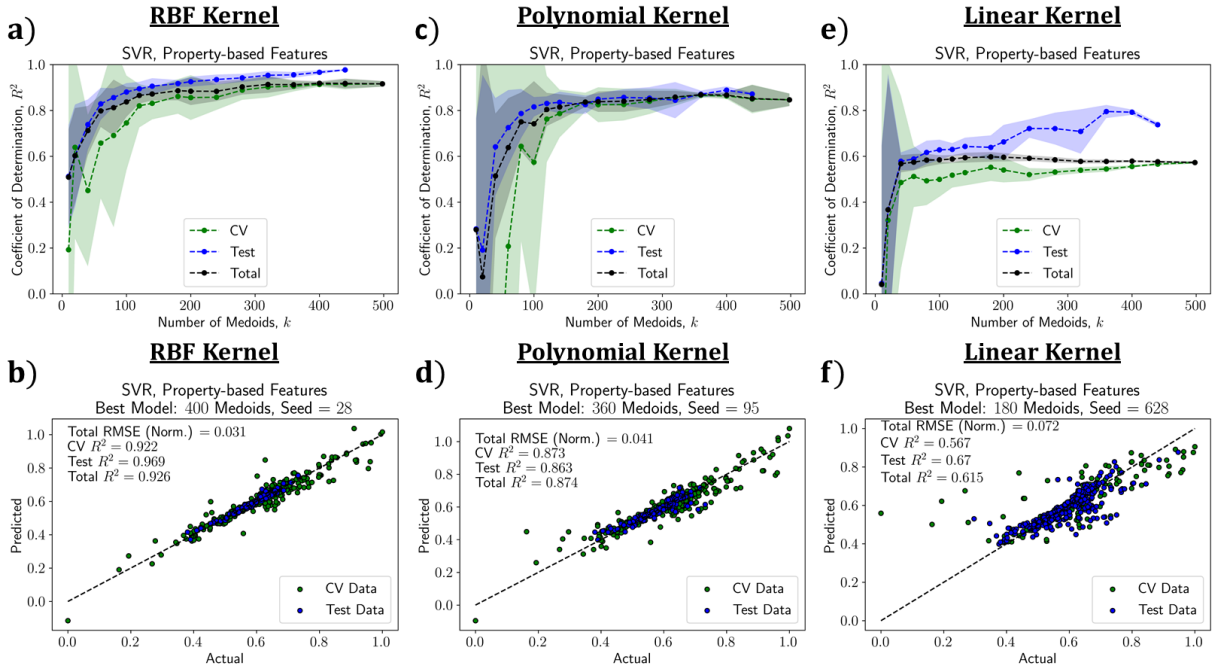 RBF Kernel
a)
SVR, Property-based Features
Coefficient of Determination, R²
1.0
0.8
0.6
0.4
0.2
0.0
CV
Test
Total
0 100 200 300 400 500
Number of Medoids, k
Polynomial Kernel
c)
SVR, Property-based Features
Coefficient of Determination, R²
1.0
0.8
0.6
0.4
0.2
0.0
CV
Test
Total
0 100 200 300 400 500
Number of Medoids, k
Linear Kernel
e)
SVR, Property-based Features
Coefficient of Determination, R²
1.0
0.8
0.6
0.4
0.2
0.0
CV
Test
Total
0 100 200 300 400 500
Number of Medoids, k
RBF Kernel
b)
SVR, Property-based Features
Best Model: 400 Medoids, Seed = 28
Total RMSE (Norm.) = 0.031
CV R² = 0.922
Test R² = 0.969
Total R² = 0.926
Predicted
1.0
0.8
0.6
0.4
0.2
0.0
CV Data
Test Data
0.0 0.2 0.4 0.6 0.8 1.0
Actual
Polynomial Kernel
d)
SVR, Property-based Features
Best Model: 360 Medoids, Seed = 95
Total RMSE (Norm.) = 0.041
CV R² = 0.873
Test R² = 0.863
Total R² = 0.874
Predicted
1.0
0.8
0.6
0.4
0.2
0.0
CV Data
Test Data
0.0 0.2 0.4 0.6 0.8 1.0
Actual
Linear Kernel
f)
SVR, Property-based Features
Best Model: 180 Medoids, Seed = 628
Total RMSE (Norm.) = 0.072
CV R² = 0.567
Test R² = 0.67
Total R² = 0.615
Predicted
1.0
0.8
0.6
0.4
0.2
0.0
CV Data
Test Data
0.0 0.2 0.4 0.6 0.8 1.0
Actual